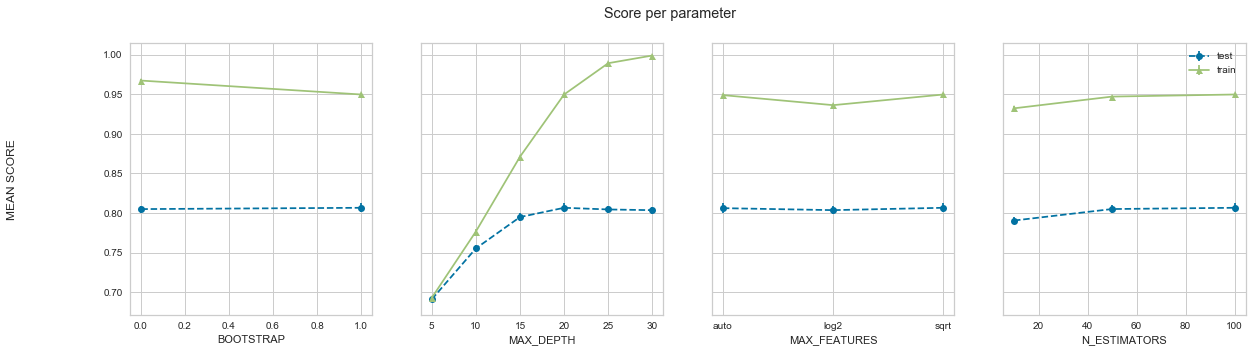 Score per parameter
MEAN SCORE
1.00
0.95
0.90
0.85
0.80
0.75
0.70
0.0 0.2 0.4 0.6 0.8 1.0
BOOTSTRAP
5 10 15 20 25 30
MAX_DEPTH
auto log2 sqrt
MAX_FEATURES
test
train
20 40 60 80 100
N_ESTIMATORS